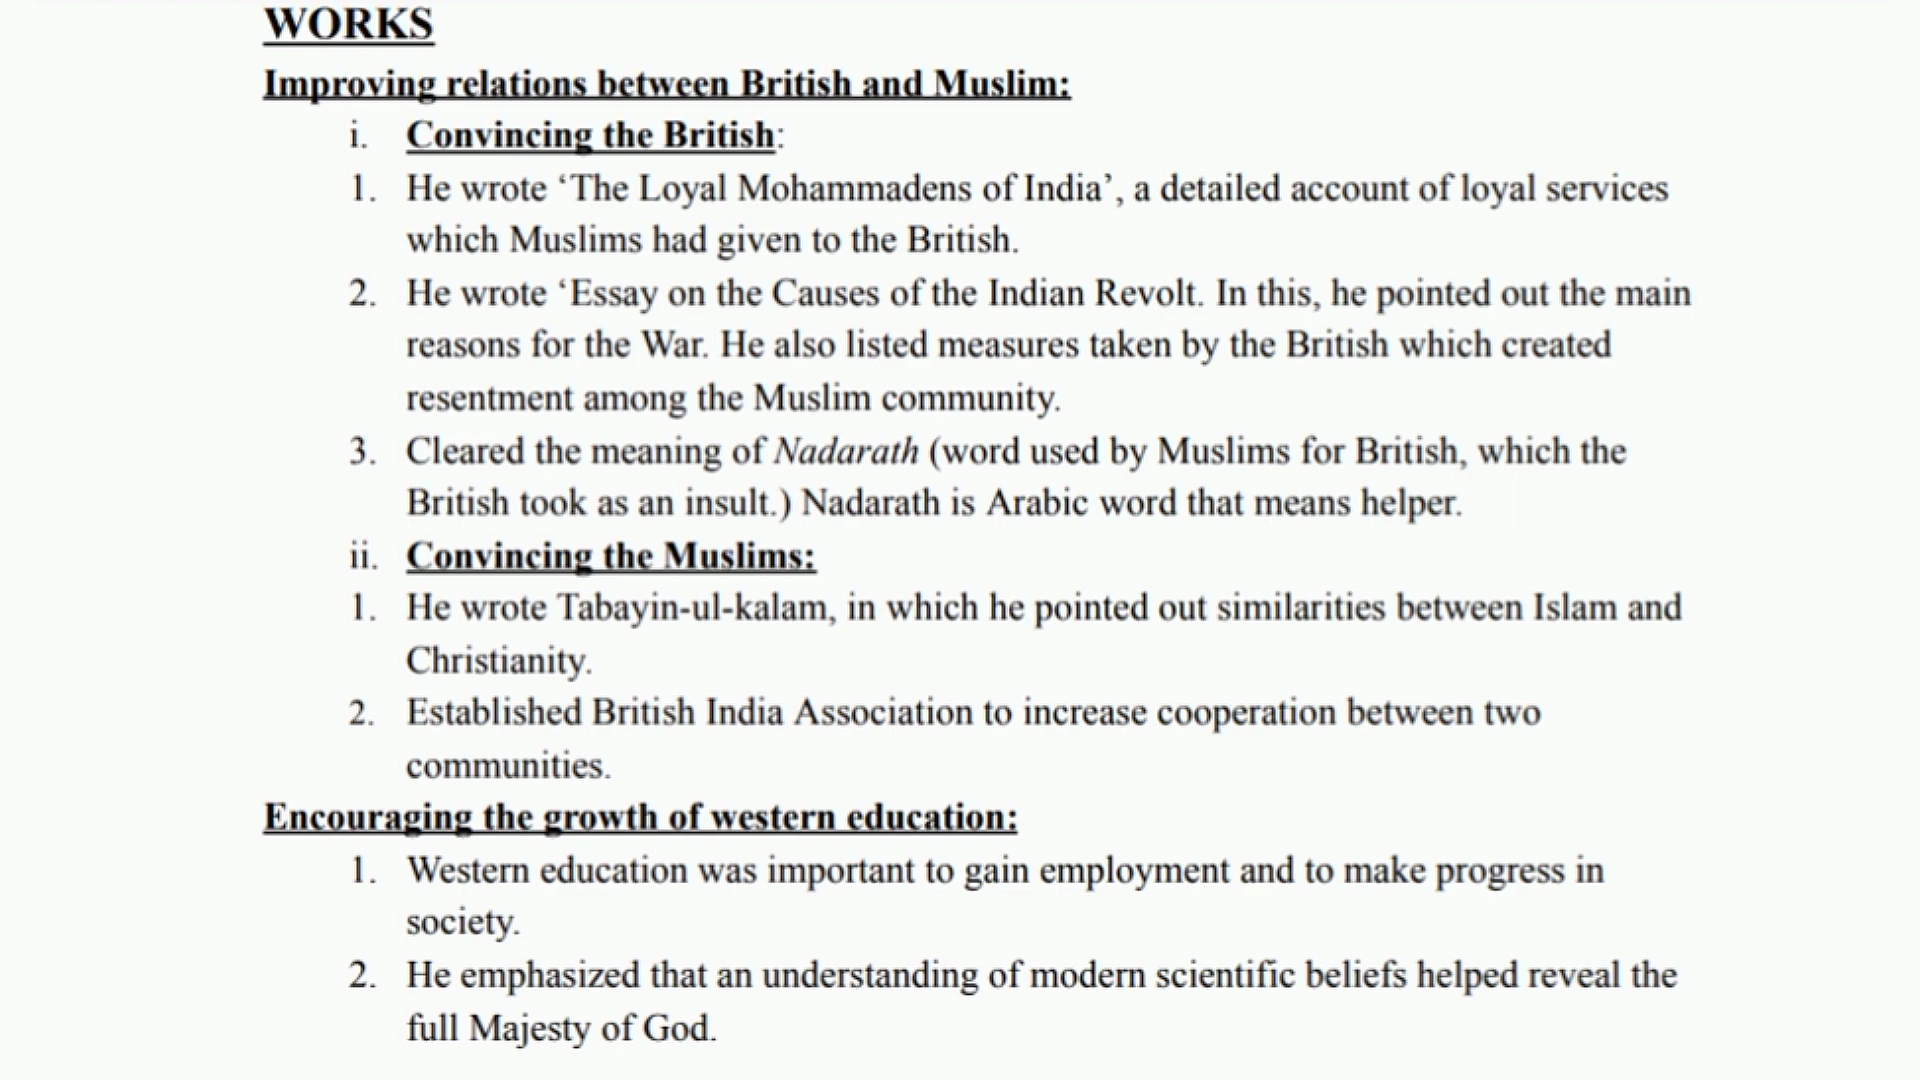 WORKS
Improving relations between British and Muslim:
i. Convincing the British:
1. He wrote ‘The Loyal Mohammadens of India’, a detailed account of loyal services
which Muslims had given to the British.
2. He wrote ‘Essay on the Causes of the Indian Revolt. In this, he pointed out the main
reasons for the War. He also listed measures taken by the British which created
resentment among the Muslim community.
3. Cleared the meaning of Nadarath (word used by Muslims for British, which the
British took as an insult.) Nadarath is Arabic word that means helper.
ii. Convincing the Muslims:
1. He wrote Tabayin-ul-kalam, in which he pointed out similarities between Islam and
Christianity.
2. Established British India Association to increase cooperation between two
communities.
Encouraging the growth of western education:
1. Western education was important to gain employment and to make progress in
society.
2. He emphasized that an understanding of modern scientific beliefs helped reveal the
full Majesty of God.